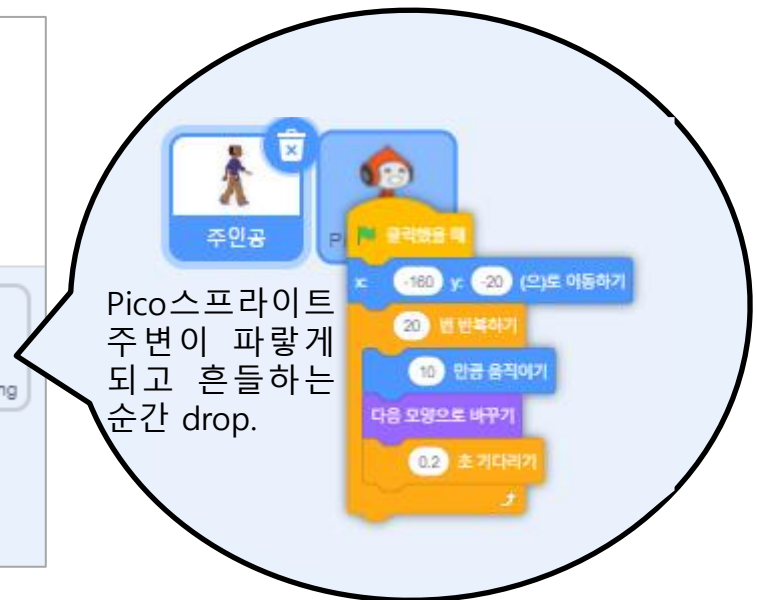 주인공
P
클릭했을 때
x: -160 y: -20 (으)로 이동하기
20 번 반복하기
10 만큼 움직이기
다음 모양으로 바꾸기
0.2 초 기다리기
Pico스프라이트
주변이 파랗게
되고 흔들하는
순간 drop.
ng